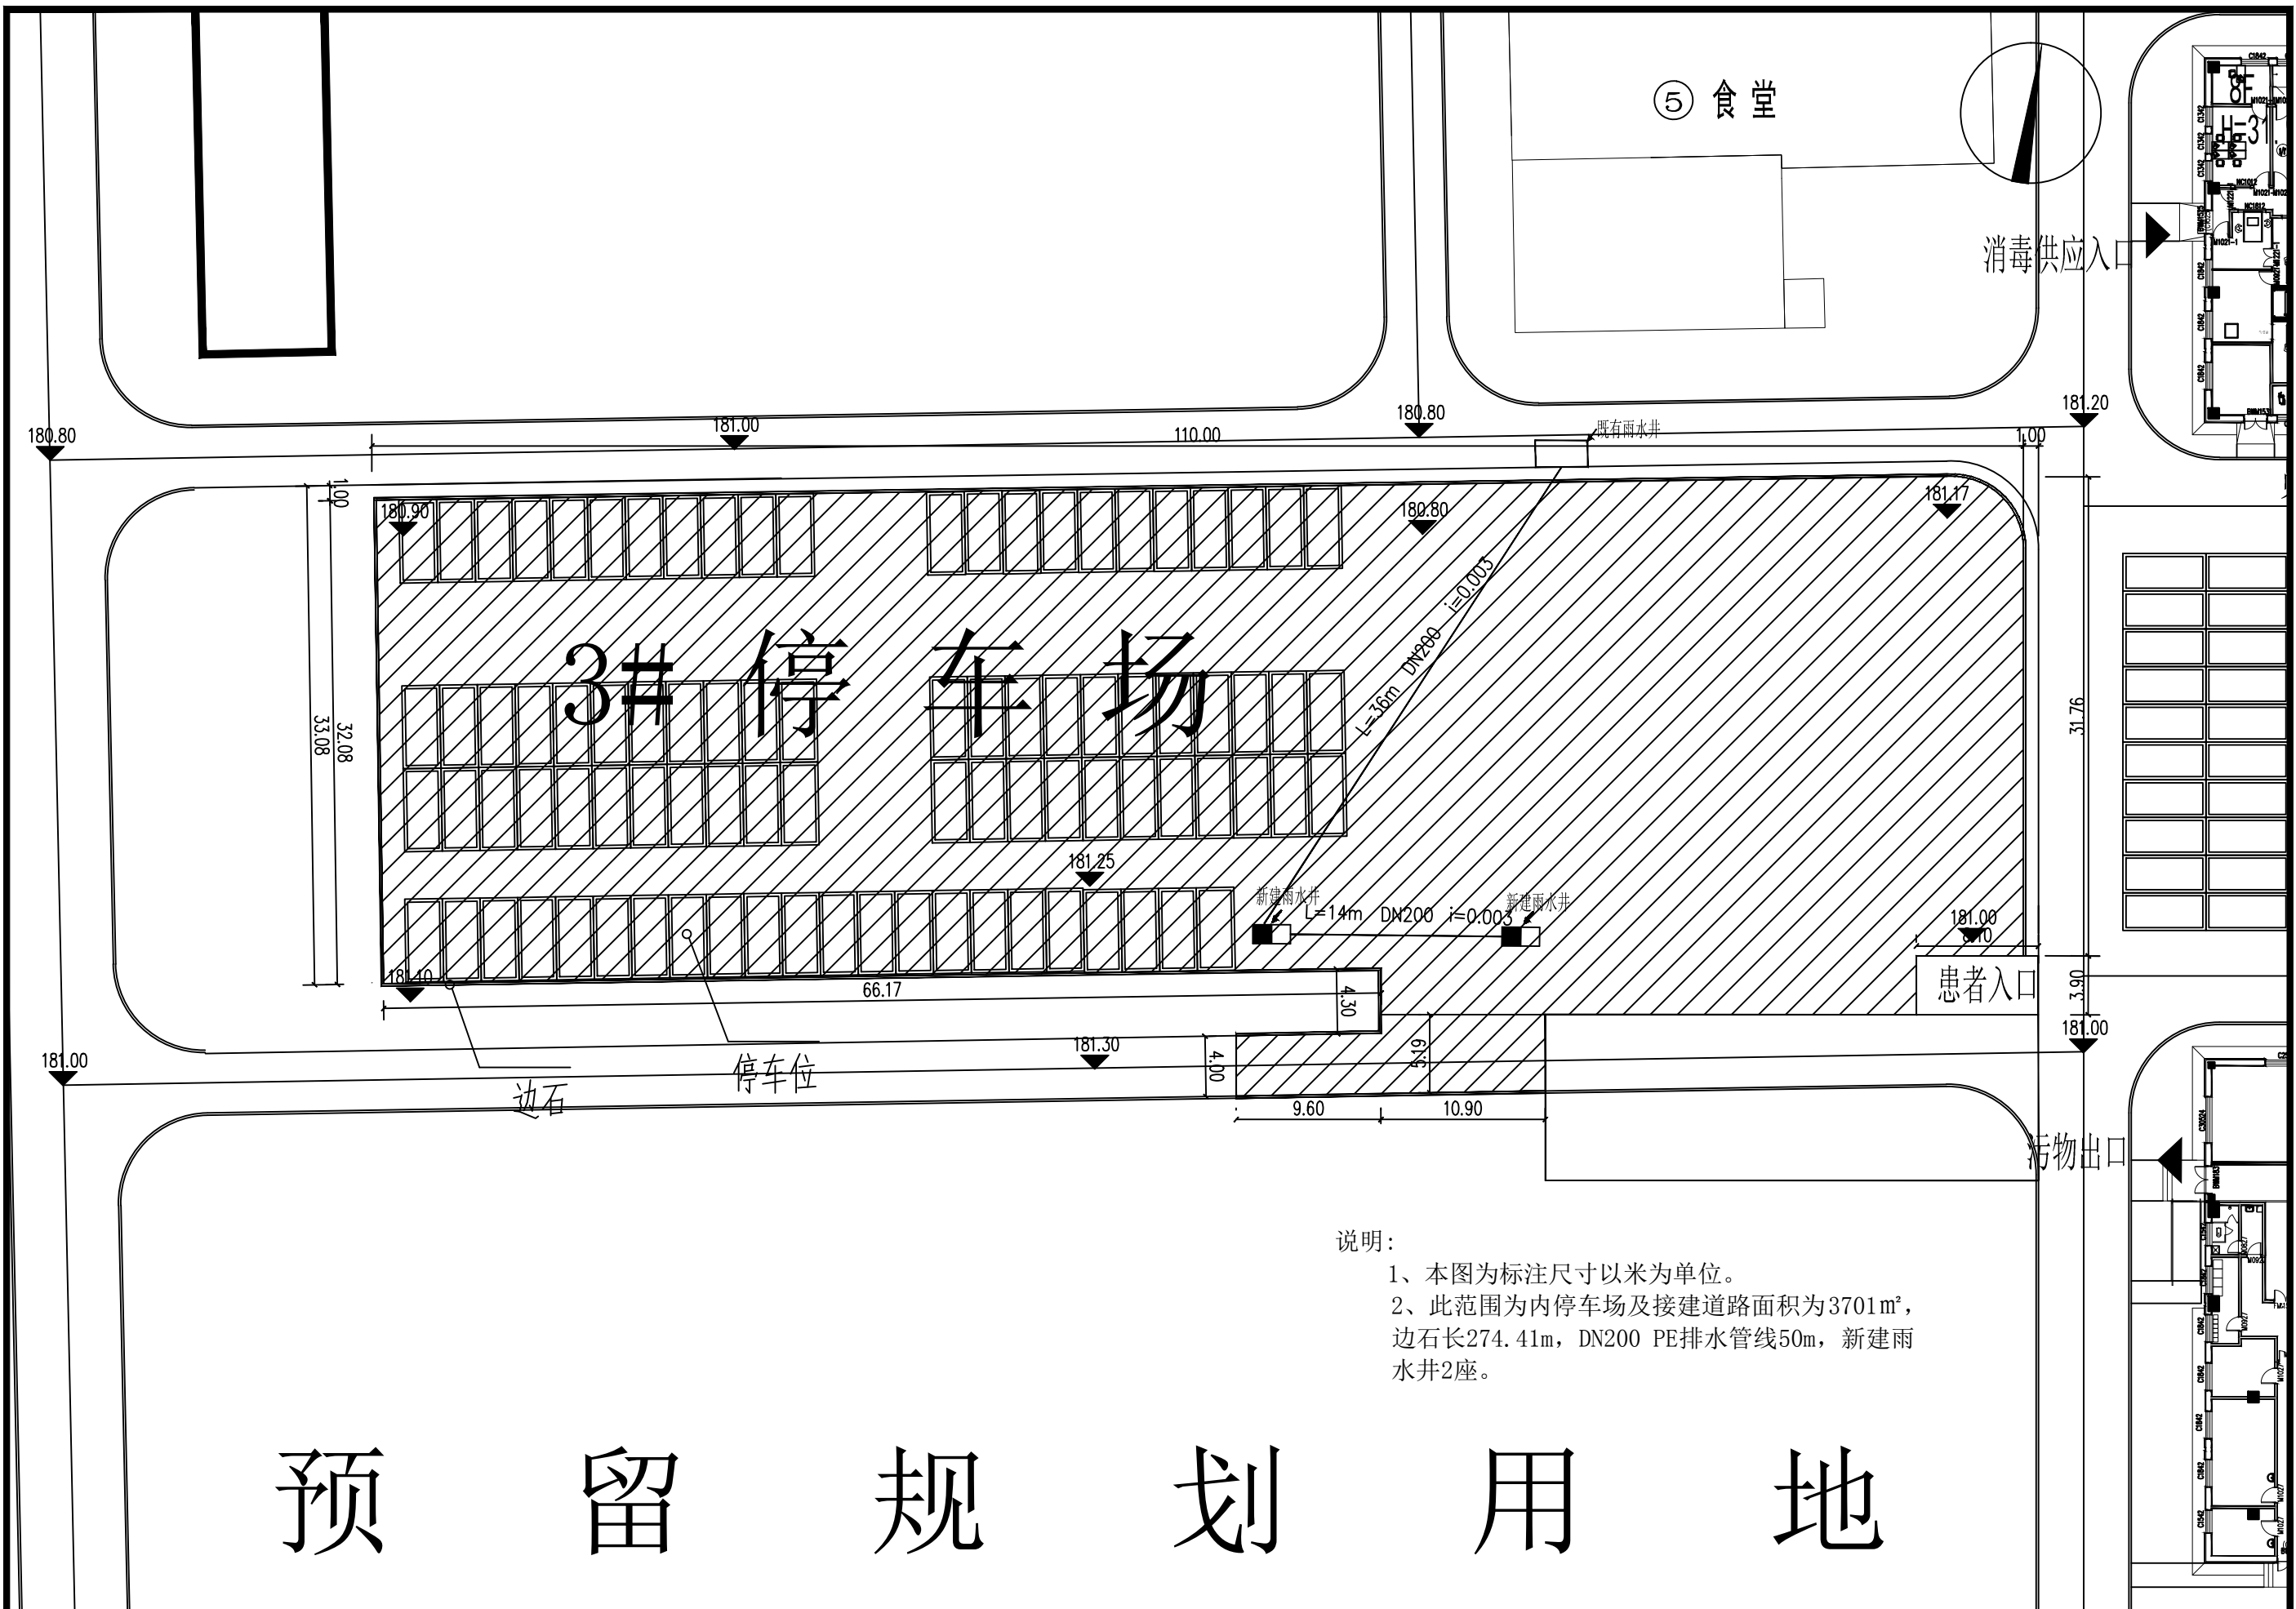 ⑤ 食堂
消毒供应入口
181.20
180.80
181.00
180.80
110.00
既有雨水井
1.00
1.00
180.90
180.80
181.17
i=0.003
DN200
L=36m
3# 停 车 场
33.08
32.08
31.76
181.25
新建雨水井
L=14m DN200 i=0.003
新建雨水井
181.00
8.10
181.10
66.17
4.30
患者入口
3.90
181.00
181.00
181.30
4.00
5.19
停车位
边石
9.60
10.90
污物出口
说明:
1、本图为标注尺寸以米为单位。
2、此范围为内停车场及接建道路面积为3701㎡,
边石长274.41m, DN200 PE排水管线50m, 新建雨
水井2座。
预 留 规 划 用 地